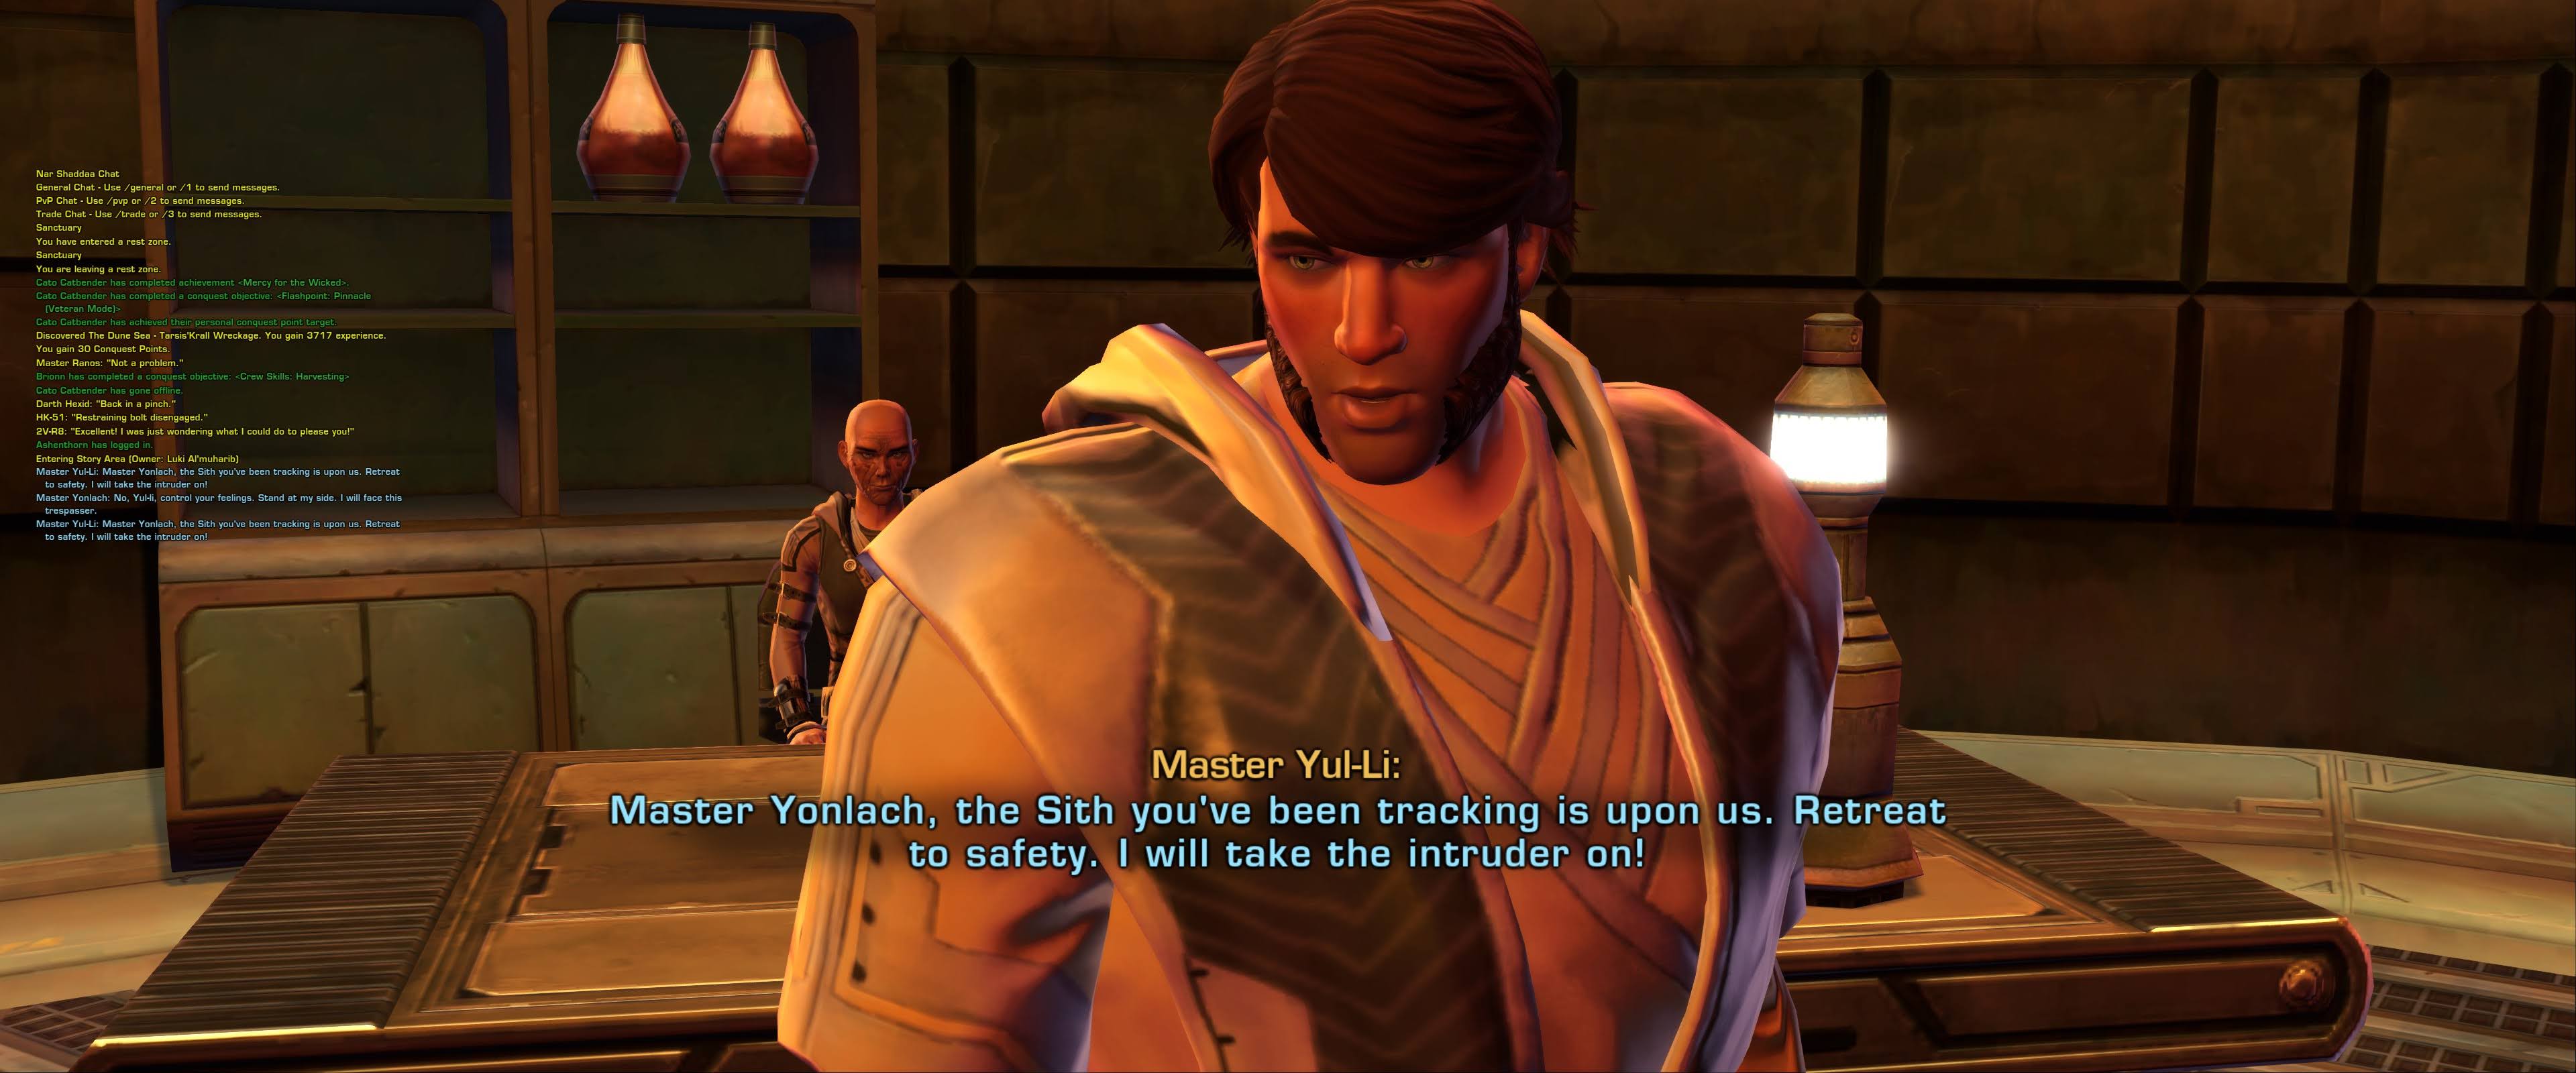 Nar Shaddaa Chat
General Chat - Use /general or /1 to send messages.
PvP Chat - Use /pvp or /2 to send messages.
Trade Chat - Use /trade or /3 to send messages.
Sanctuary
You have entered a rest zone.
Sanctuary
You are leaving a rest zone.
Cato Catbender has completed achievement <Mercy for the Wicked>.
Cato Catbender has completed a conquest objective: <Flashpoint: Pinnacle
(Veteran Mode)>
Cato Catbender has achieved their personal conquest point target.
Discovered The Dune Sea - Tarsis'Krall Wreckage. You gain 3717 experience.
You gain 30 Conquest Points.
Master Ranos: "Not a problem."
Brionn has completed a conquest objective: <Crew Skills: Harvesting>
Cato Catbender has gone offline.
Darth Hexid: "Back in a pinch."
HK-51: "Restraining bolt disengaged."
2V-R8: "Excellent! I was just wondering what I could do to please you!"
Ashenthorn has logged in.
Entering Story Area (Owner: Luki Al'muharib)
Master Yul-Li: Master Yonlach, the Sith you've been tracking is upon us. Retreat
to safety. I will take the intruder on!
Master Yonlach: No, Yul-li, control your feelings. Stand at my side. I will face this
trespasser.
Master Yul-Li: Master Yonlach, the Sith you've been tracking is upon us. Retreat
to safety. I will take the intruder on!
Master Yul-Li:
Master Yonlach, the Sith you've been tracking is upon us. Retreat
to safety. I will take the intruder on!